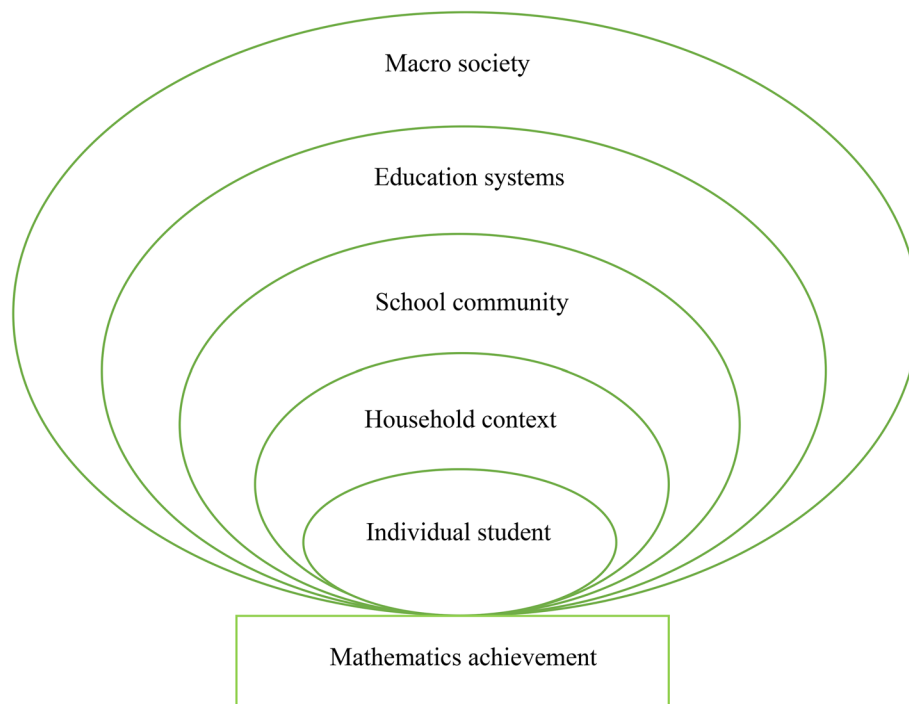 Macro society
Education systems
School community
Household context
Individual student
Mathematics achievement